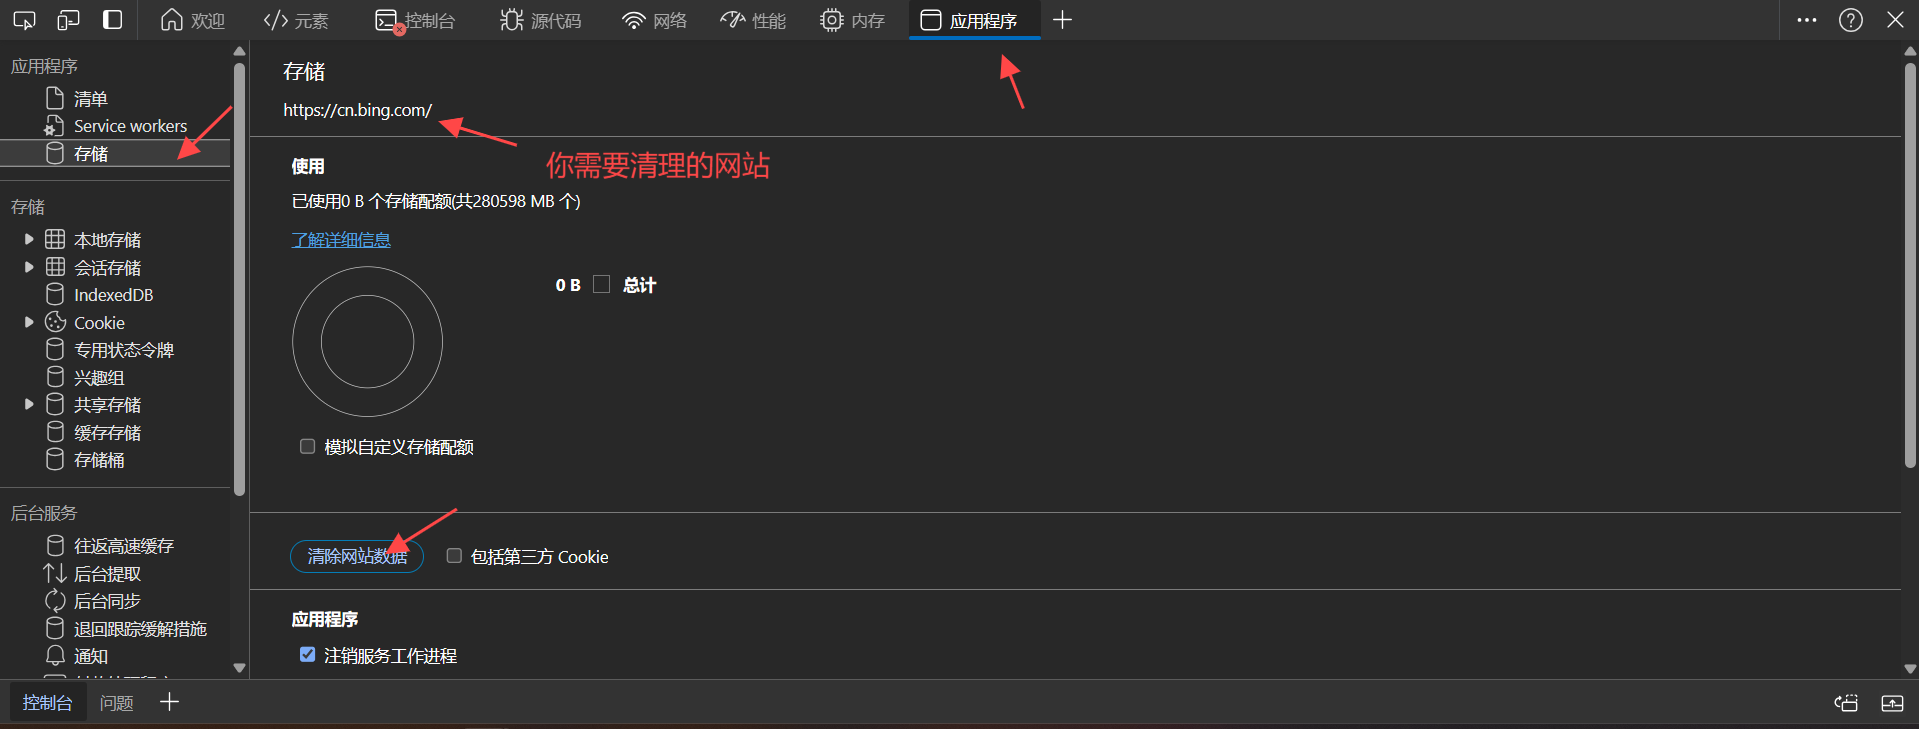 欢迎
元素
控制台
源代码
网络
性能
内存
应用程序
应用程序
清单
Service workers
存储
存储
本地存储
会话存储
IndexedDB
Cookie
专用状态令牌
兴趣组
共享存储
缓存存储
存储桶
后台服务
往返高速缓存
后台提取
后台同步
退回跟踪缓解措施
通知
存储
https://cn.bing.com/
你需要清理的网站
使用
已使用0 B 个存储配额(共280598 MB 个)
了解详细信息
0 B 总计
模拟自定义存储配额
清除网站数据 包括第三方 Cookie
应用程序
注销服务工作进程
控制台 问题